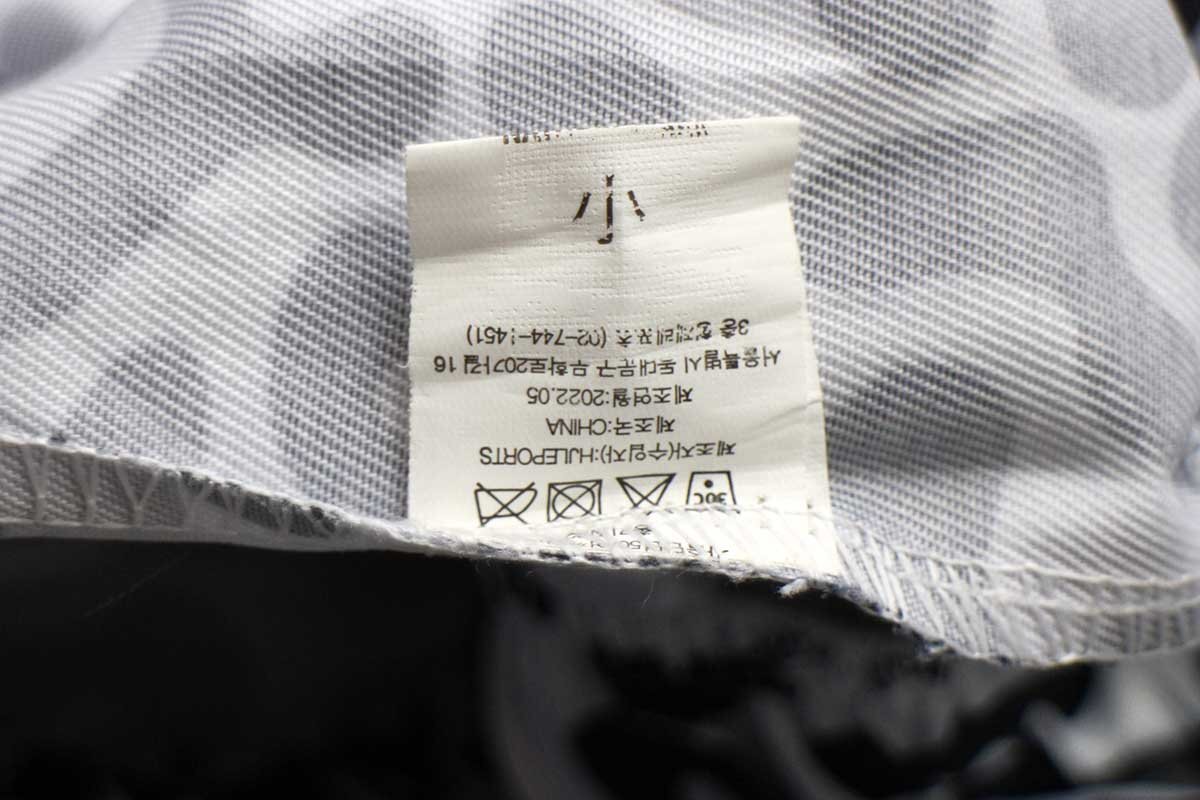 小
30C
제조자(수입자):HJLEPORTS
제조국:CHINA
제조연월:2022.05
서울특별시 동대문구 무학로20가길 16
3층 (02-744-1451)